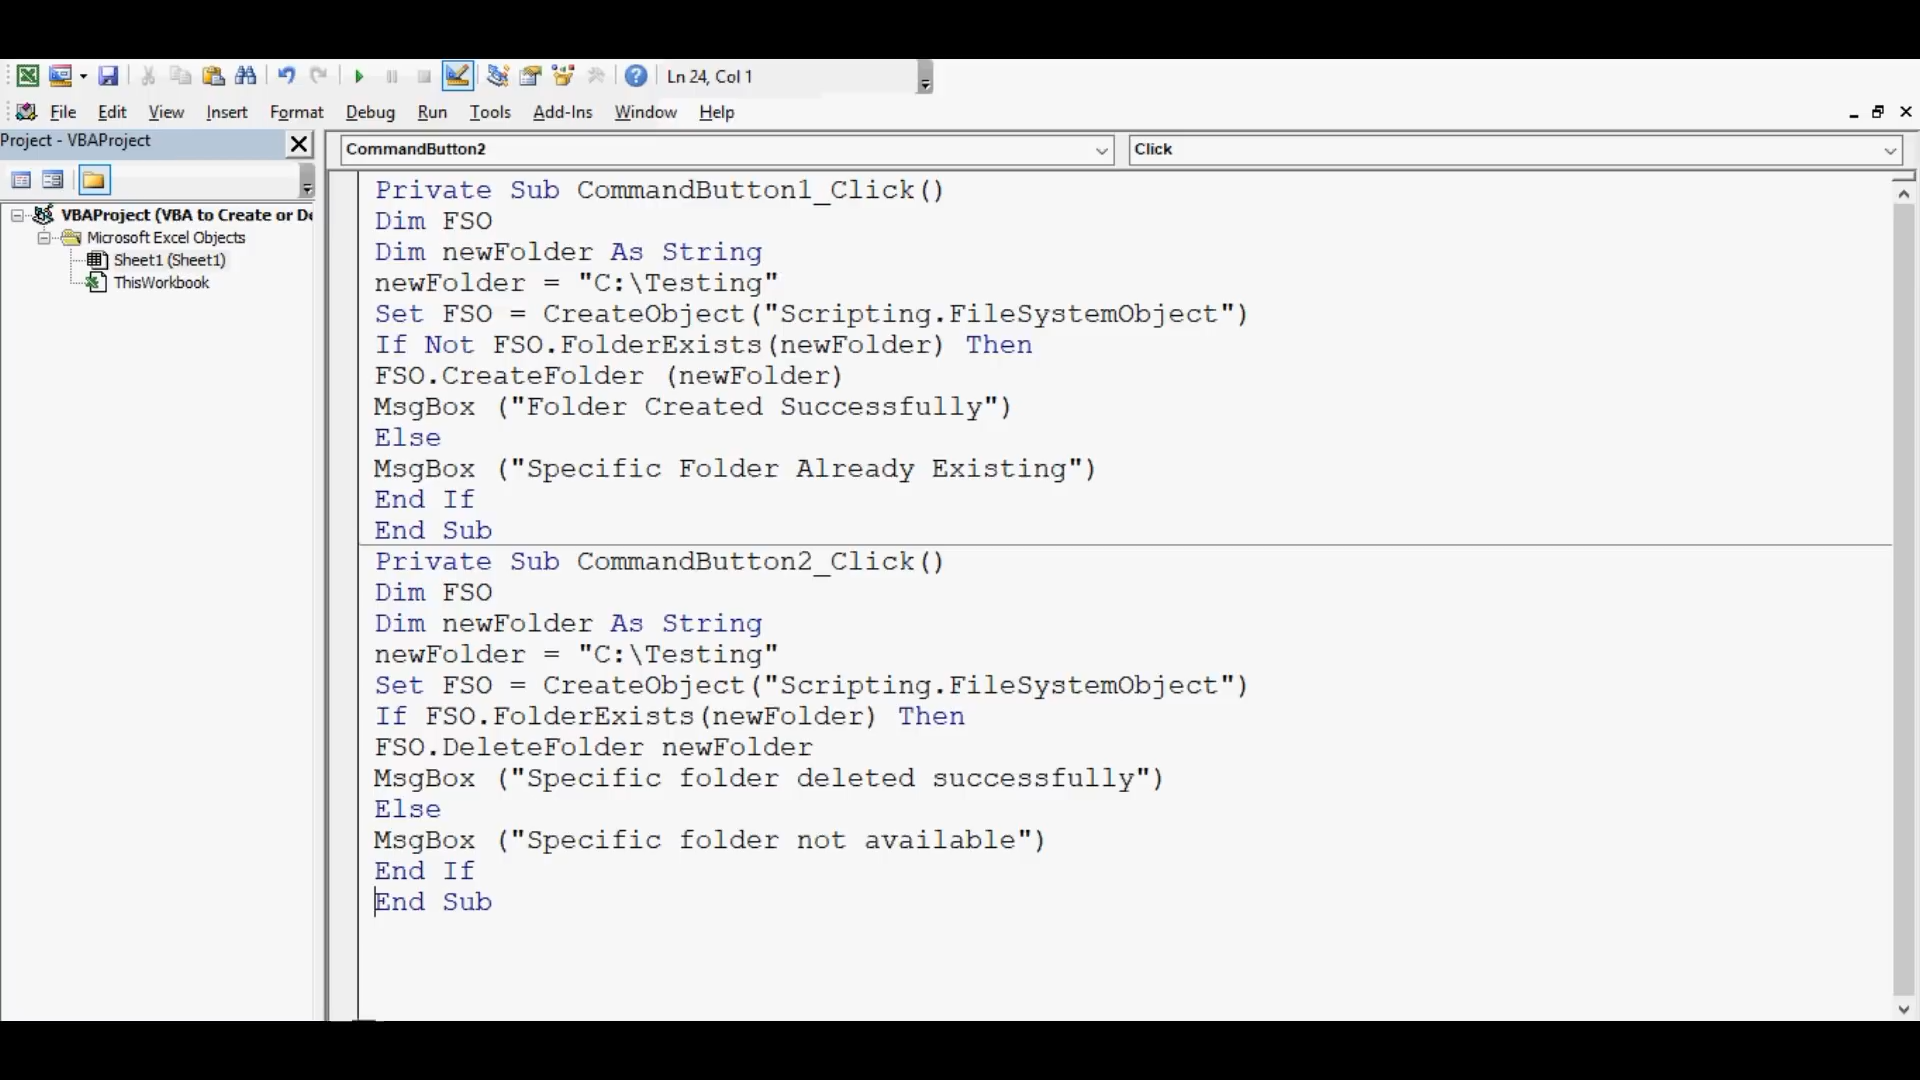 Ln 24, Col 1
File Edit View Insert Format Debug Run Tools Add-Ins Window Help
Project - VBAProject
CommandButton2
Click
VBAProject (VBA to Create or De
Microsoft Excel Objects
Sheet1 (Sheet1)
ThisWorkbook
Private Sub CommandButton1_Click()
Dim FSO
Dim newFolder As String
newFolder = "C:\Testing"
Set FSO = CreateObject("Scripting.FileSystemObject")
If Not FSO.FolderExists(newFolder) Then
FSO.CreateFolder (newFolder)
MsgBox ("Folder Created Successfully")
Else
MsgBox ("Specific Folder Already Existing")
End If
End Sub
Private Sub CommandButton2_Click()
Dim FSO
Dim newFolder As String
newFolder = "C:\Testing"
Set FSO = CreateObject("Scripting.FileSystemObject")
If FSO.FolderExists(newFolder) Then
FSO.DeleteFolder newFolder
MsgBox ("Specific folder deleted successfully")
Else
MsgBox ("Specific folder not available")
End If
End Sub